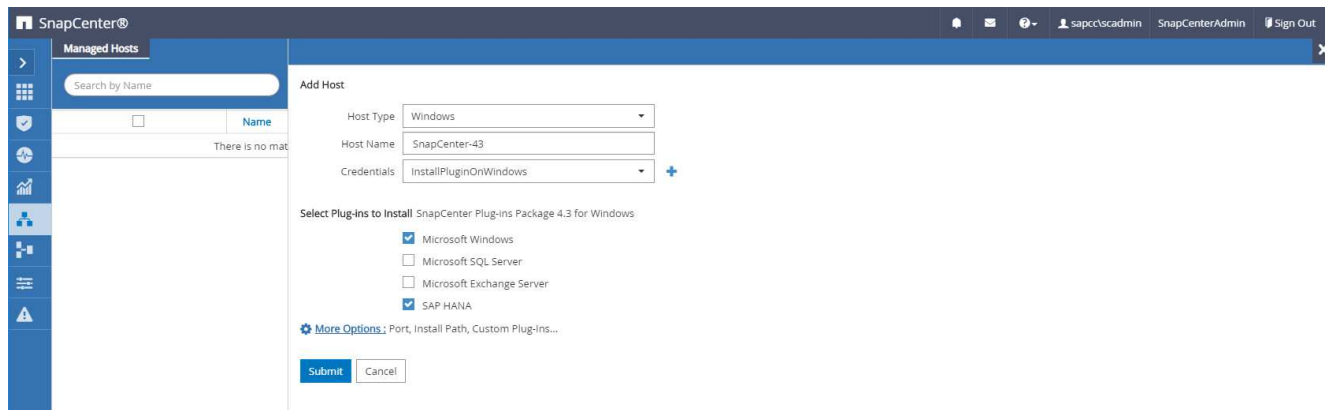 SnapCenter®
sapcc\scadmin SnapCenterAdmin Sign Out
Managed Hosts
Search by Name
Name
There is no mat
Add Host
Host Type Windows
Host Name SnapCenter-43
Credentials InstallPluginOnWindows
Select Plug-ins to Install SnapCenter Plug-ins Package 4.3 for Windows
Microsoft Windows
Microsoft SQL Server
Microsoft Exchange Server
SAP HANA
More Options : Port, Install Path, Custom Plug-Ins...
Submit Cancel